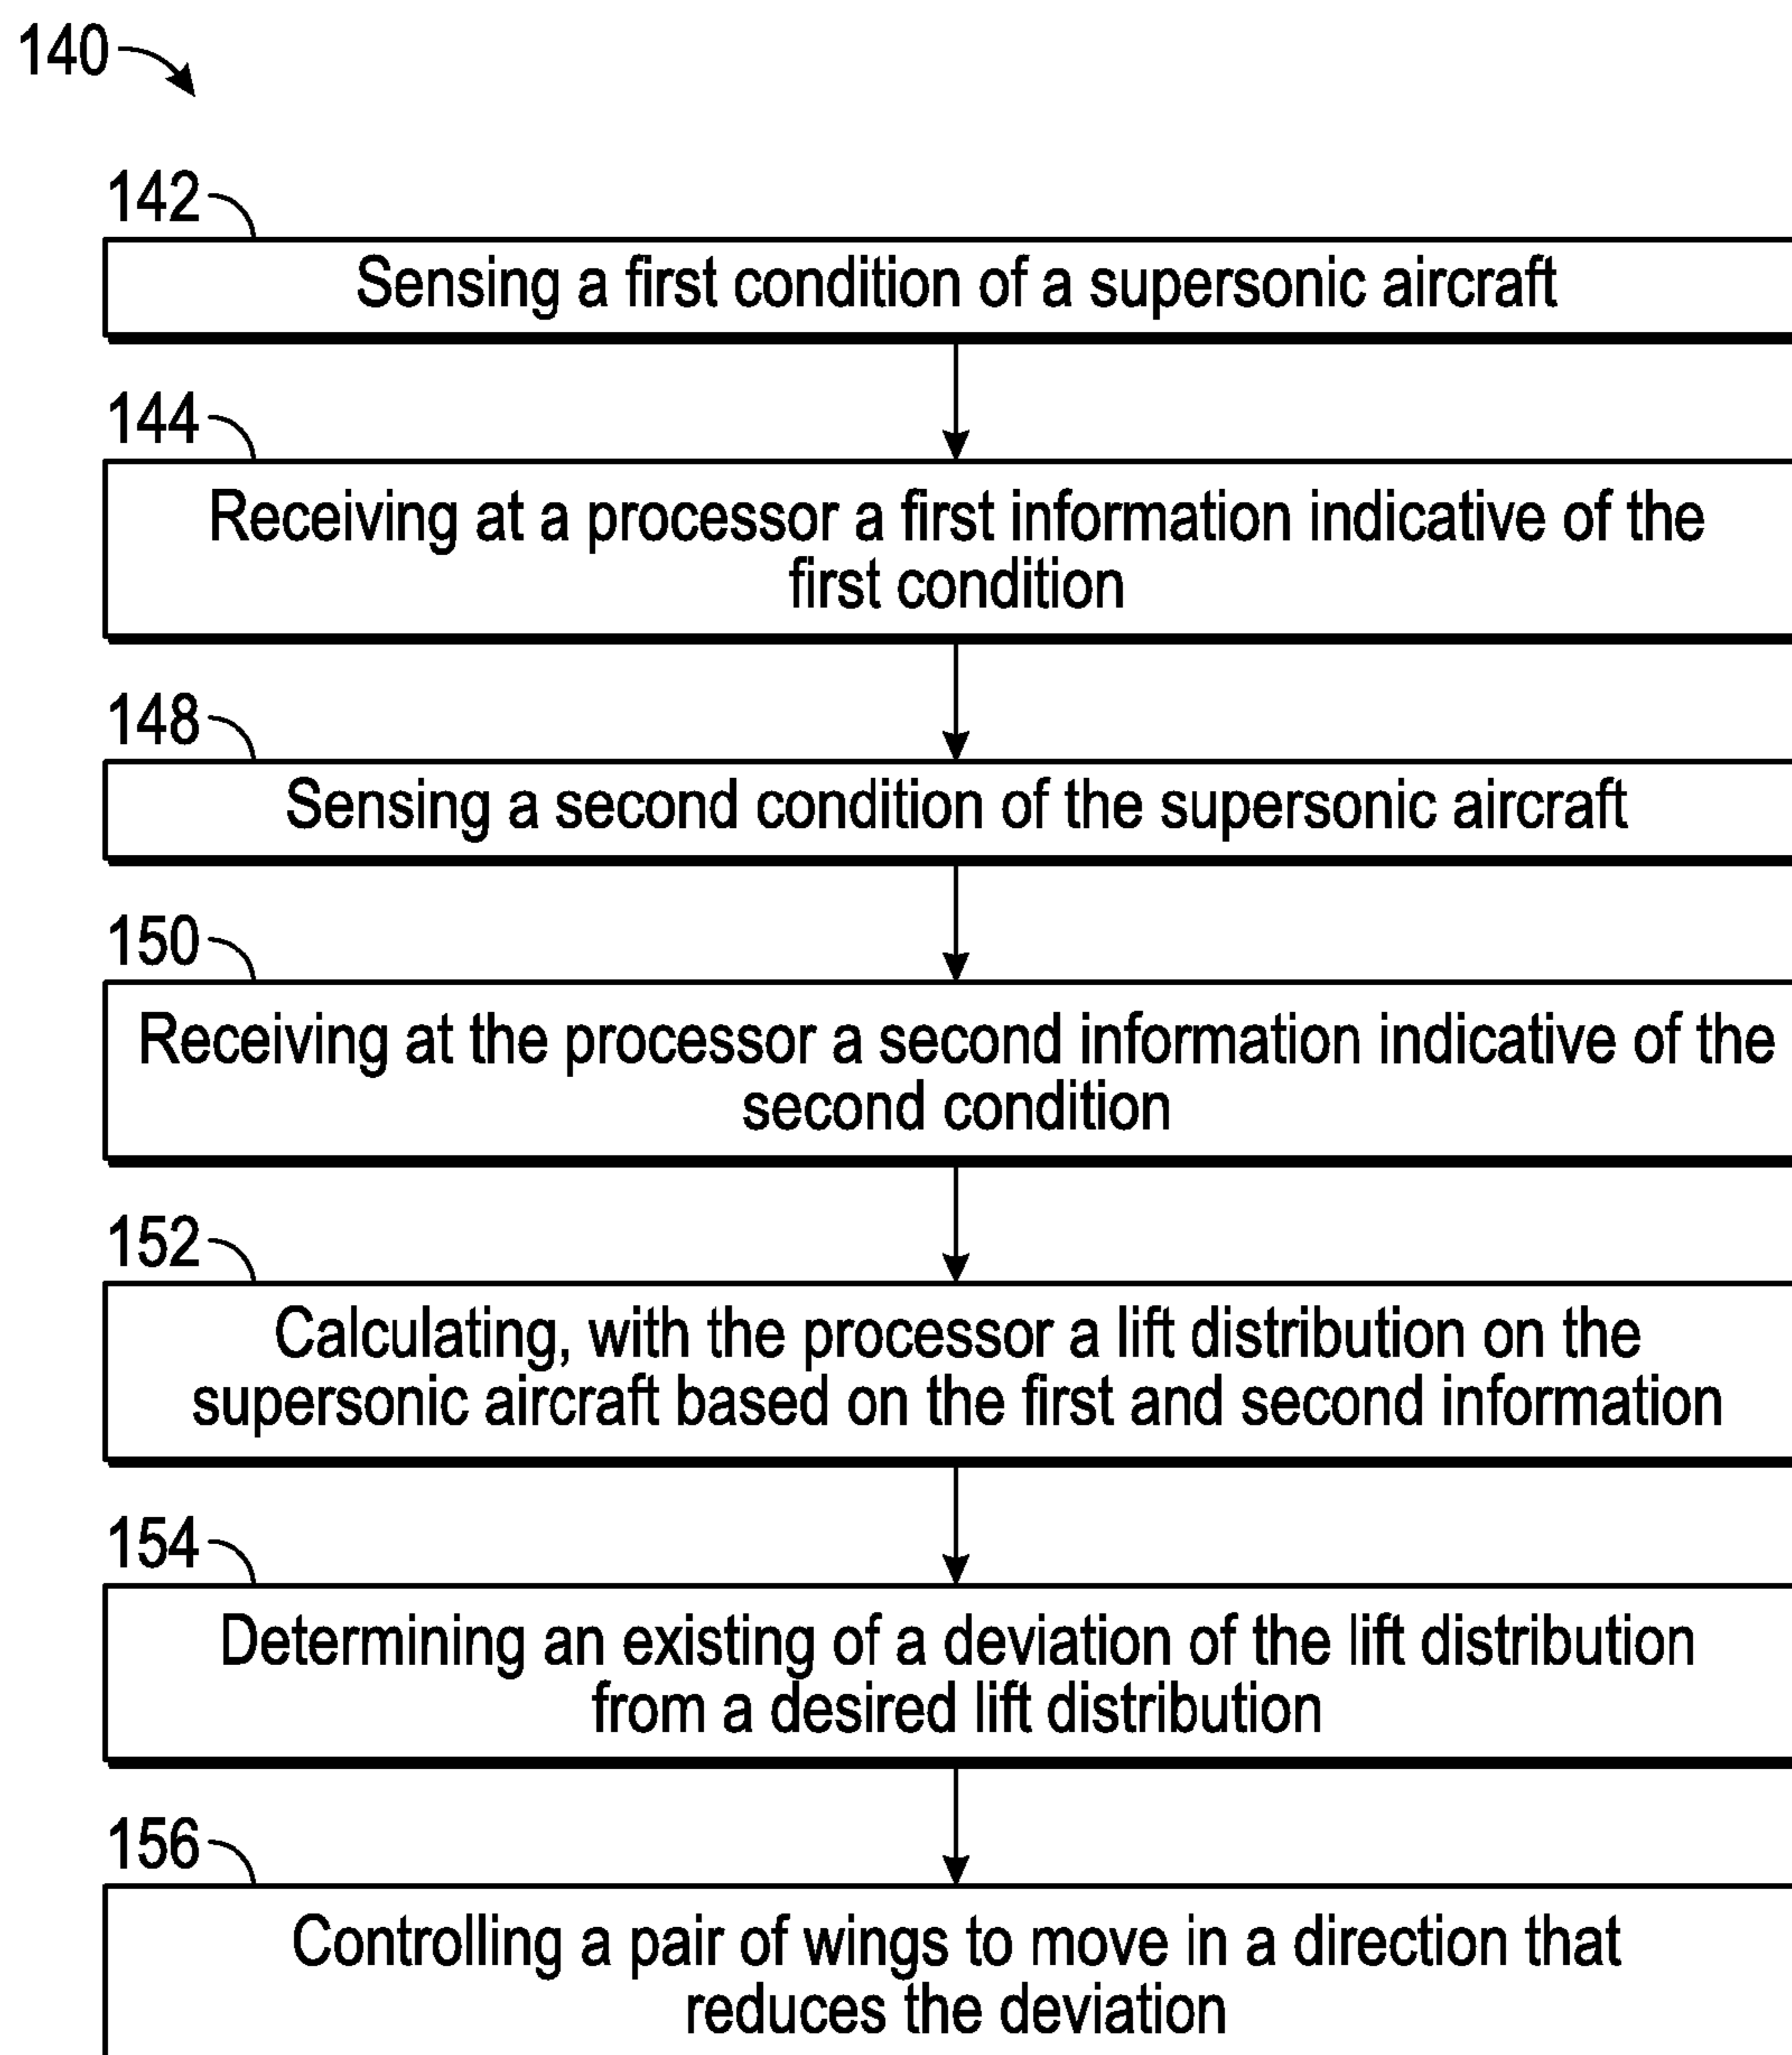 140
142
Sensing a first condition of a supersonic aircraft
144
Receiving at a processor a first information indicative of the
first condition
148
Sensing a second condition of the supersonic aircraft
150
Receiving at the processor a second information indicative of the
second condition
152
Calculating, with the processor a lift distribution on the
supersonic aircraft based on the first and second information
154
Determining an existing of a deviation of the lift distribution
from a desired lift distribution
156
Controlling a pair of wings to move in a direction that
reduces the deviation